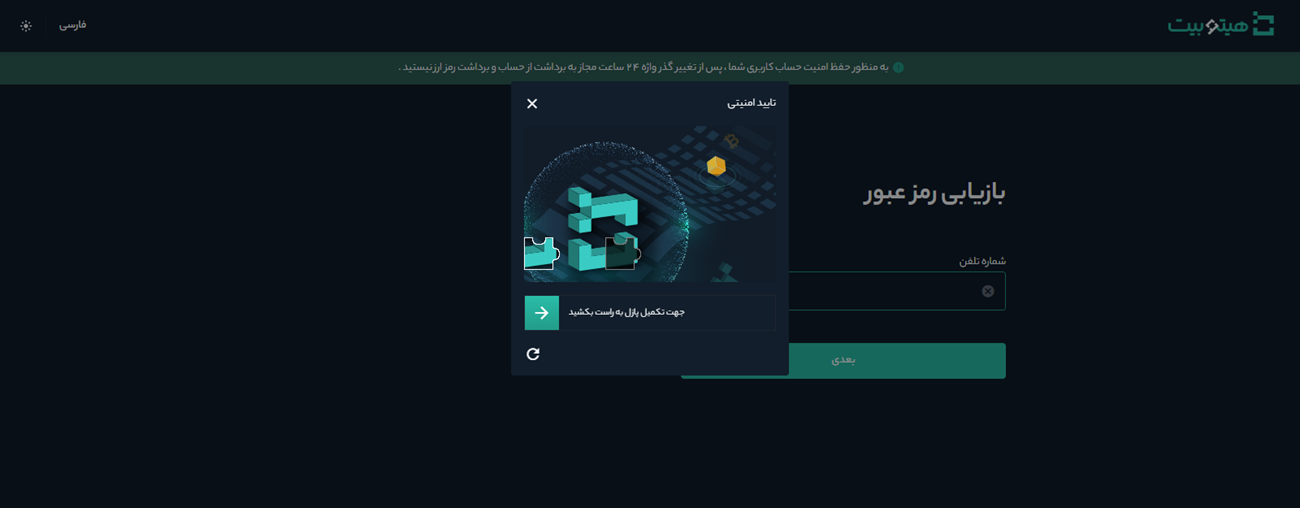 هیتوبیت
فارسی
به منظور حفظ امنیت حساب کاربری شما ، پس از تغییر گذر واژه ۲۴ ساعت مجاز به برداشت از حساب و برداشت رمز ارز نیستید .
تایید امنیتی
جهت تکمیل پازل به راست بکشید
بازیابی رمز عبور
شماره تلفن
بعدی